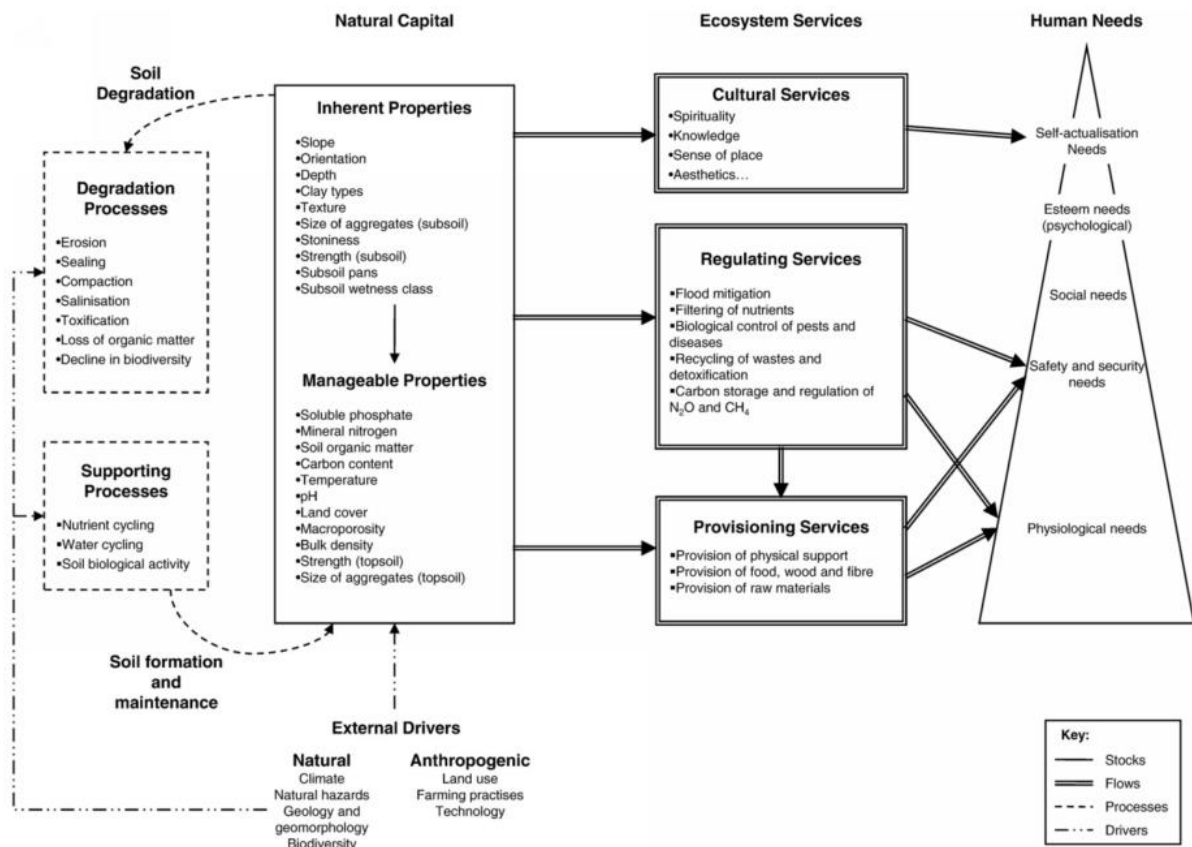 Natural Capital
Ecosystem Services
Human Needs
Soil
Degradation
Degradation
Processes
•Erosion
•Sealing
•Compaction
•Salinisation
•Toxification
•Loss of organic matter
•Decline in biodiversity
Supporting
Processes
•Nutrient cycling
•Water cycling
•Soil biological activity
Soil formation
and
maintenance
Inherent Properties
•Slope
•Orientation
•Depth
•Clay types
•Texture
•Size of aggregates (subsoil)
•Stoniness
•Strength (subsoil)
•Subsoil pans
•Subsoil wetness class
Manageable Properties
•Soluble phosphate
•Mineral nitrogen
•Soil organic matter
•Carbon content
•Temperature
•pH
•Land cover
•Macroporosity
•Bulk density
•Strength (topsoil)
•Size of aggregates (topsoil)
External Drivers
Natural
Climate
Natural hazards
Geology and
geomorphology
Biodiversity
Anthropogenic
Land use
Farming practises
Technology
Cultural Services
•Spirituality
•Knowledge
•Sense of place
•Aesthetics…
Regulating Services
▪Flood mitigation
▪Filtering of nutrients
▪Biological control of pests and
diseases
▪Recycling of wastes and
detoxification
▪Carbon storage and regulation of
N₂O and CH₄
Provisioning Services
▪Provision of physical support
▪Provision of food, wood and fibre
▪Provision of raw materials
Self-actualisation
Needs
Esteem needs
(psychological)
Social needs
Safety and security
needs
Physiological needs
Key:
Stocks
Flows
Processes
Drivers